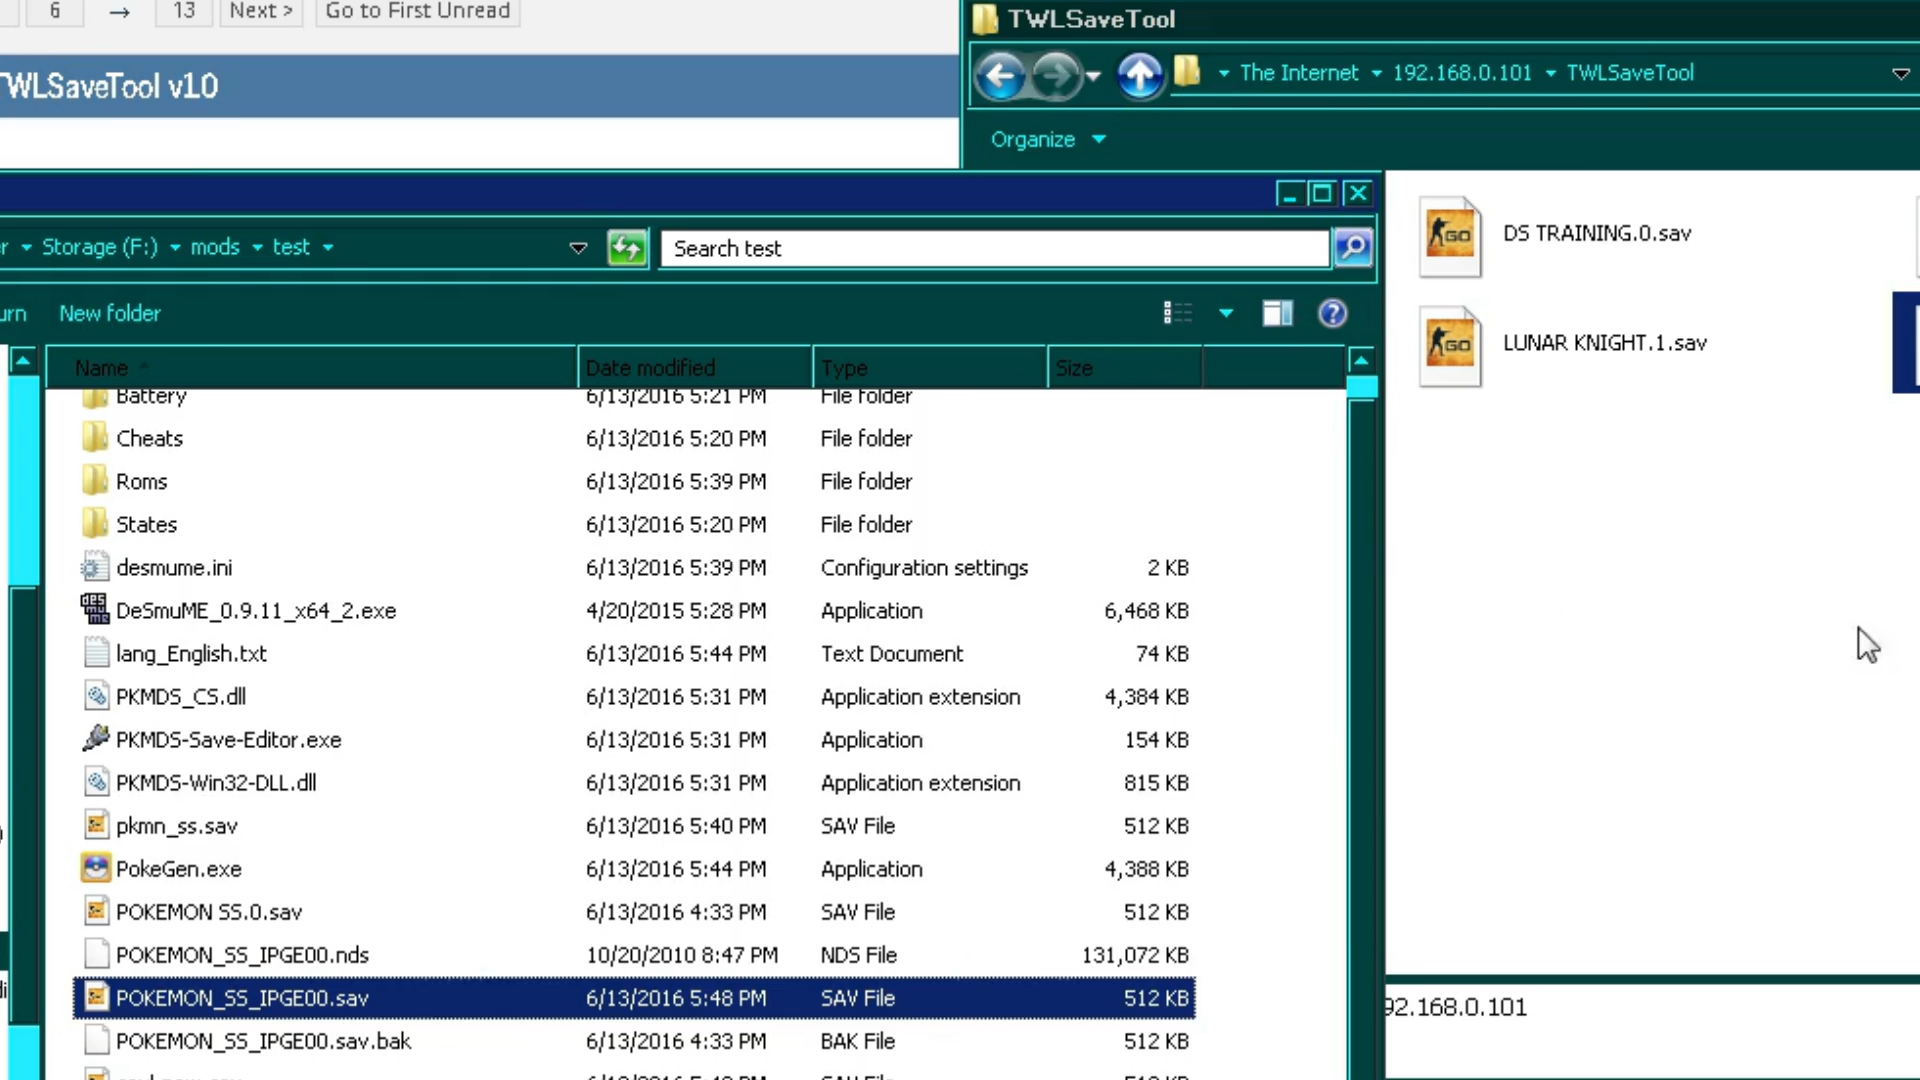 6 → 13 Next > Go to First Unread
TWLSaveTool v1.0
TWLSaveTool
The Internet 192.168.0.101 TWLSaveTool
Organize
Storage (F:) mods test
Search test
New folder
Name Date modified Type Size
Battery 6/13/2016 5:21 PM File folder
Cheats 6/13/2016 5:20 PM File folder
Roms 6/13/2016 5:39 PM File folder
States 6/13/2016 5:20 PM File folder
desmume.ini 6/13/2016 5:39 PM Configuration settings 2 KB
DeSmuME_0.9.11_x64_2.exe 4/20/2015 5:28 PM Application 6,468 KB
lang_English.txt 6/13/2016 5:44 PM Text Document 74 KB
PKMDS_CS.dll 6/13/2016 5:31 PM Application extension 4,384 KB
PKMDS-Save-Editor.exe 6/13/2016 5:31 PM Application 154 KB
PKMDS-Win32-DLL.dll 6/13/2016 5:31 PM Application extension 815 KB
pkmn_ss.sav 6/13/2016 5:40 PM SAV File 512 KB
PokeGen.exe 6/13/2016 5:44 PM Application 4,388 KB
POKEMON SS.0.sav 6/13/2016 4:33 PM SAV File 512 KB
POKEMON_SS_IPGE00.nds 10/20/2010 8:47 PM NDS File 131,072 KB
POKEMON_SS_IPGE00.sav 6/13/2016 5:48 PM SAV File 512 KB
POKEMON_SS_IPGE00.sav.bak 6/13/2016 4:33 PM BAK File 512 KB
GO DS TRAINING.0.sav
GO LUNAR KNIGHT.1.sav
92.168.0.101